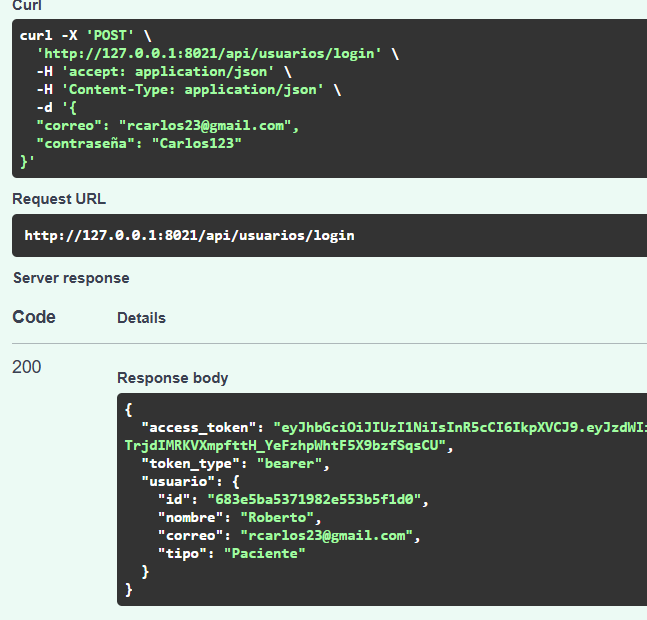 Curl
curl -X 'POST' \
'http://127.0.0.1:8021/api/usuarios/login' \
-H 'accept: application/json' \
-H 'Content-Type: application/json' \
-d '{
"correo": "rcarlos23@gmail.com",
"contraseña": "Carlos123"
}'
Request URL
http://127.0.0.1:8021/api/usuarios/login
Server response
Code Details
200
Response body
{
"access_token": "eyJhbGciOiJIUzI1NiIsInR5cCI6IkpXVCJ9.eyJzdWI
TrjdIMRKVXmpfttH_YeFzhpWhtF5X9bzfSqsCU",
"token_type": "bearer",
"usuario": {
"id": "683e5ba5371982e553b5f1d0",
"nombre": "Roberto",
"correo": "rcarlos23@gmail.com",
"tipo": "Paciente"
}
}